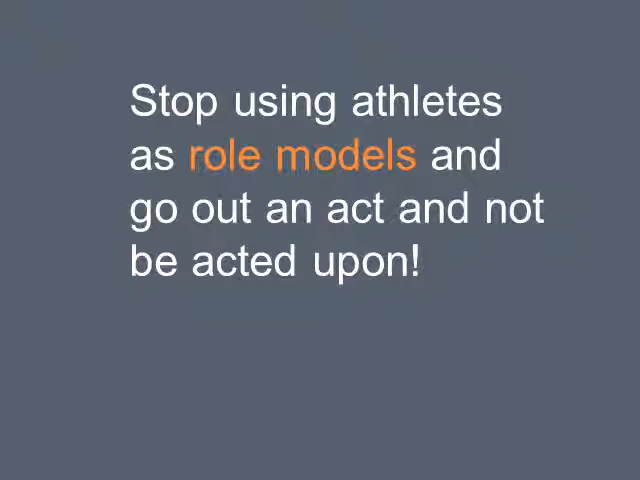 Stop using athletes
as role models and
go out an act and not
be acted upon!